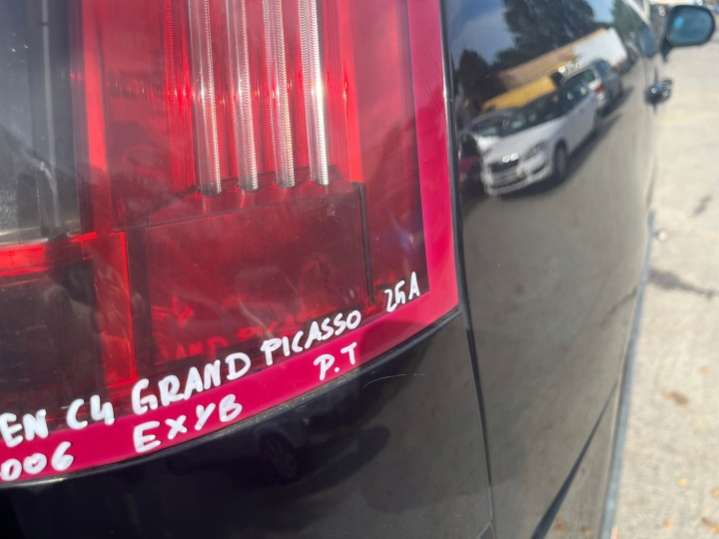 EN C4 GRAND PICASSO 25A
006 EXYB P.T